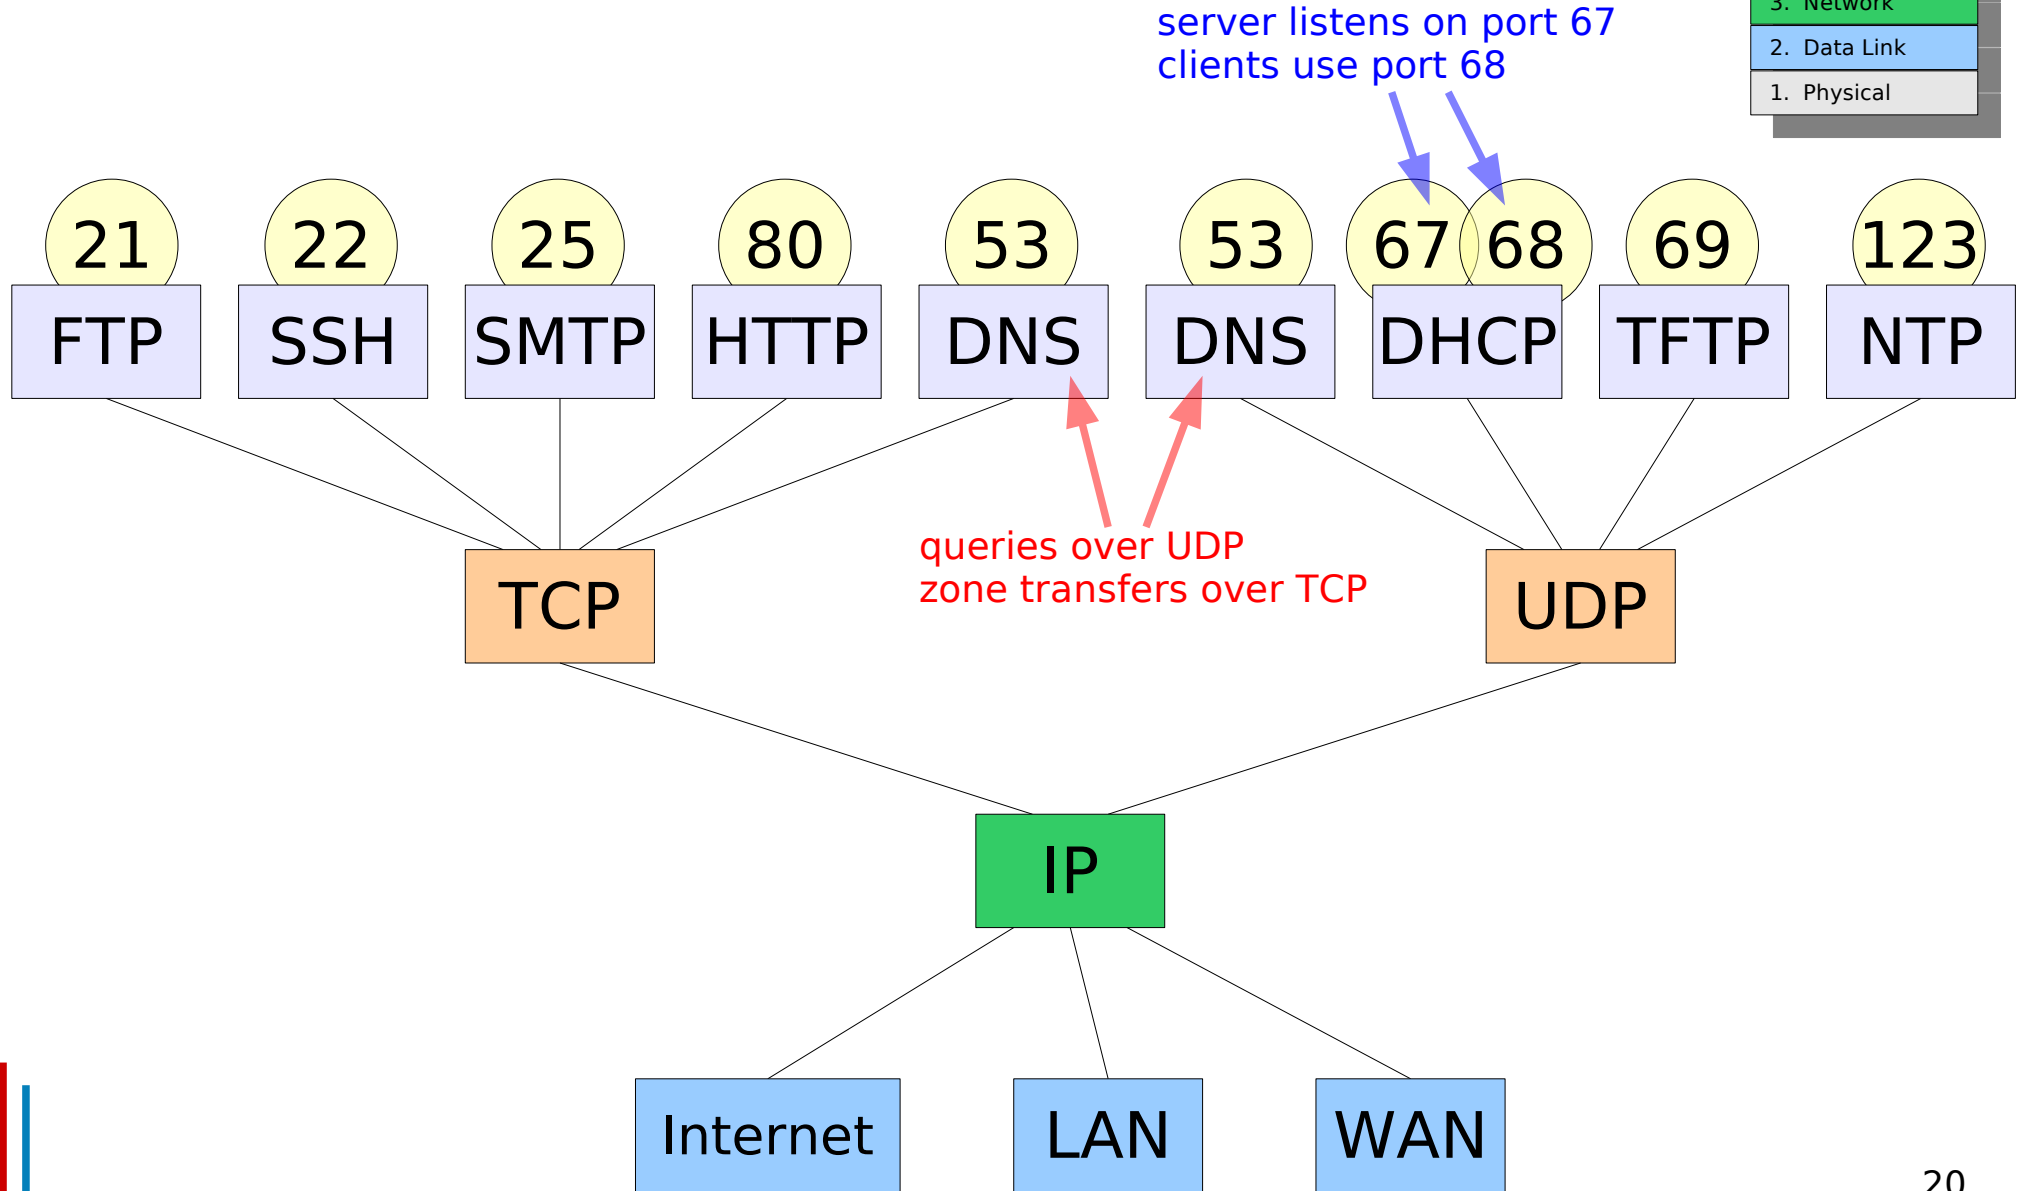 server listens on port 67
clients use port 68
3. Network
2. Data Link
1. Physical
21 22 25 80 53 53 67 68 69 123
FTP SSH SMTP HTTP DNS DNS DHCP TFTP NTP
queries over UDP
zone transfers over TCP
TCP UDP
IP
Internet LAN WAN
20